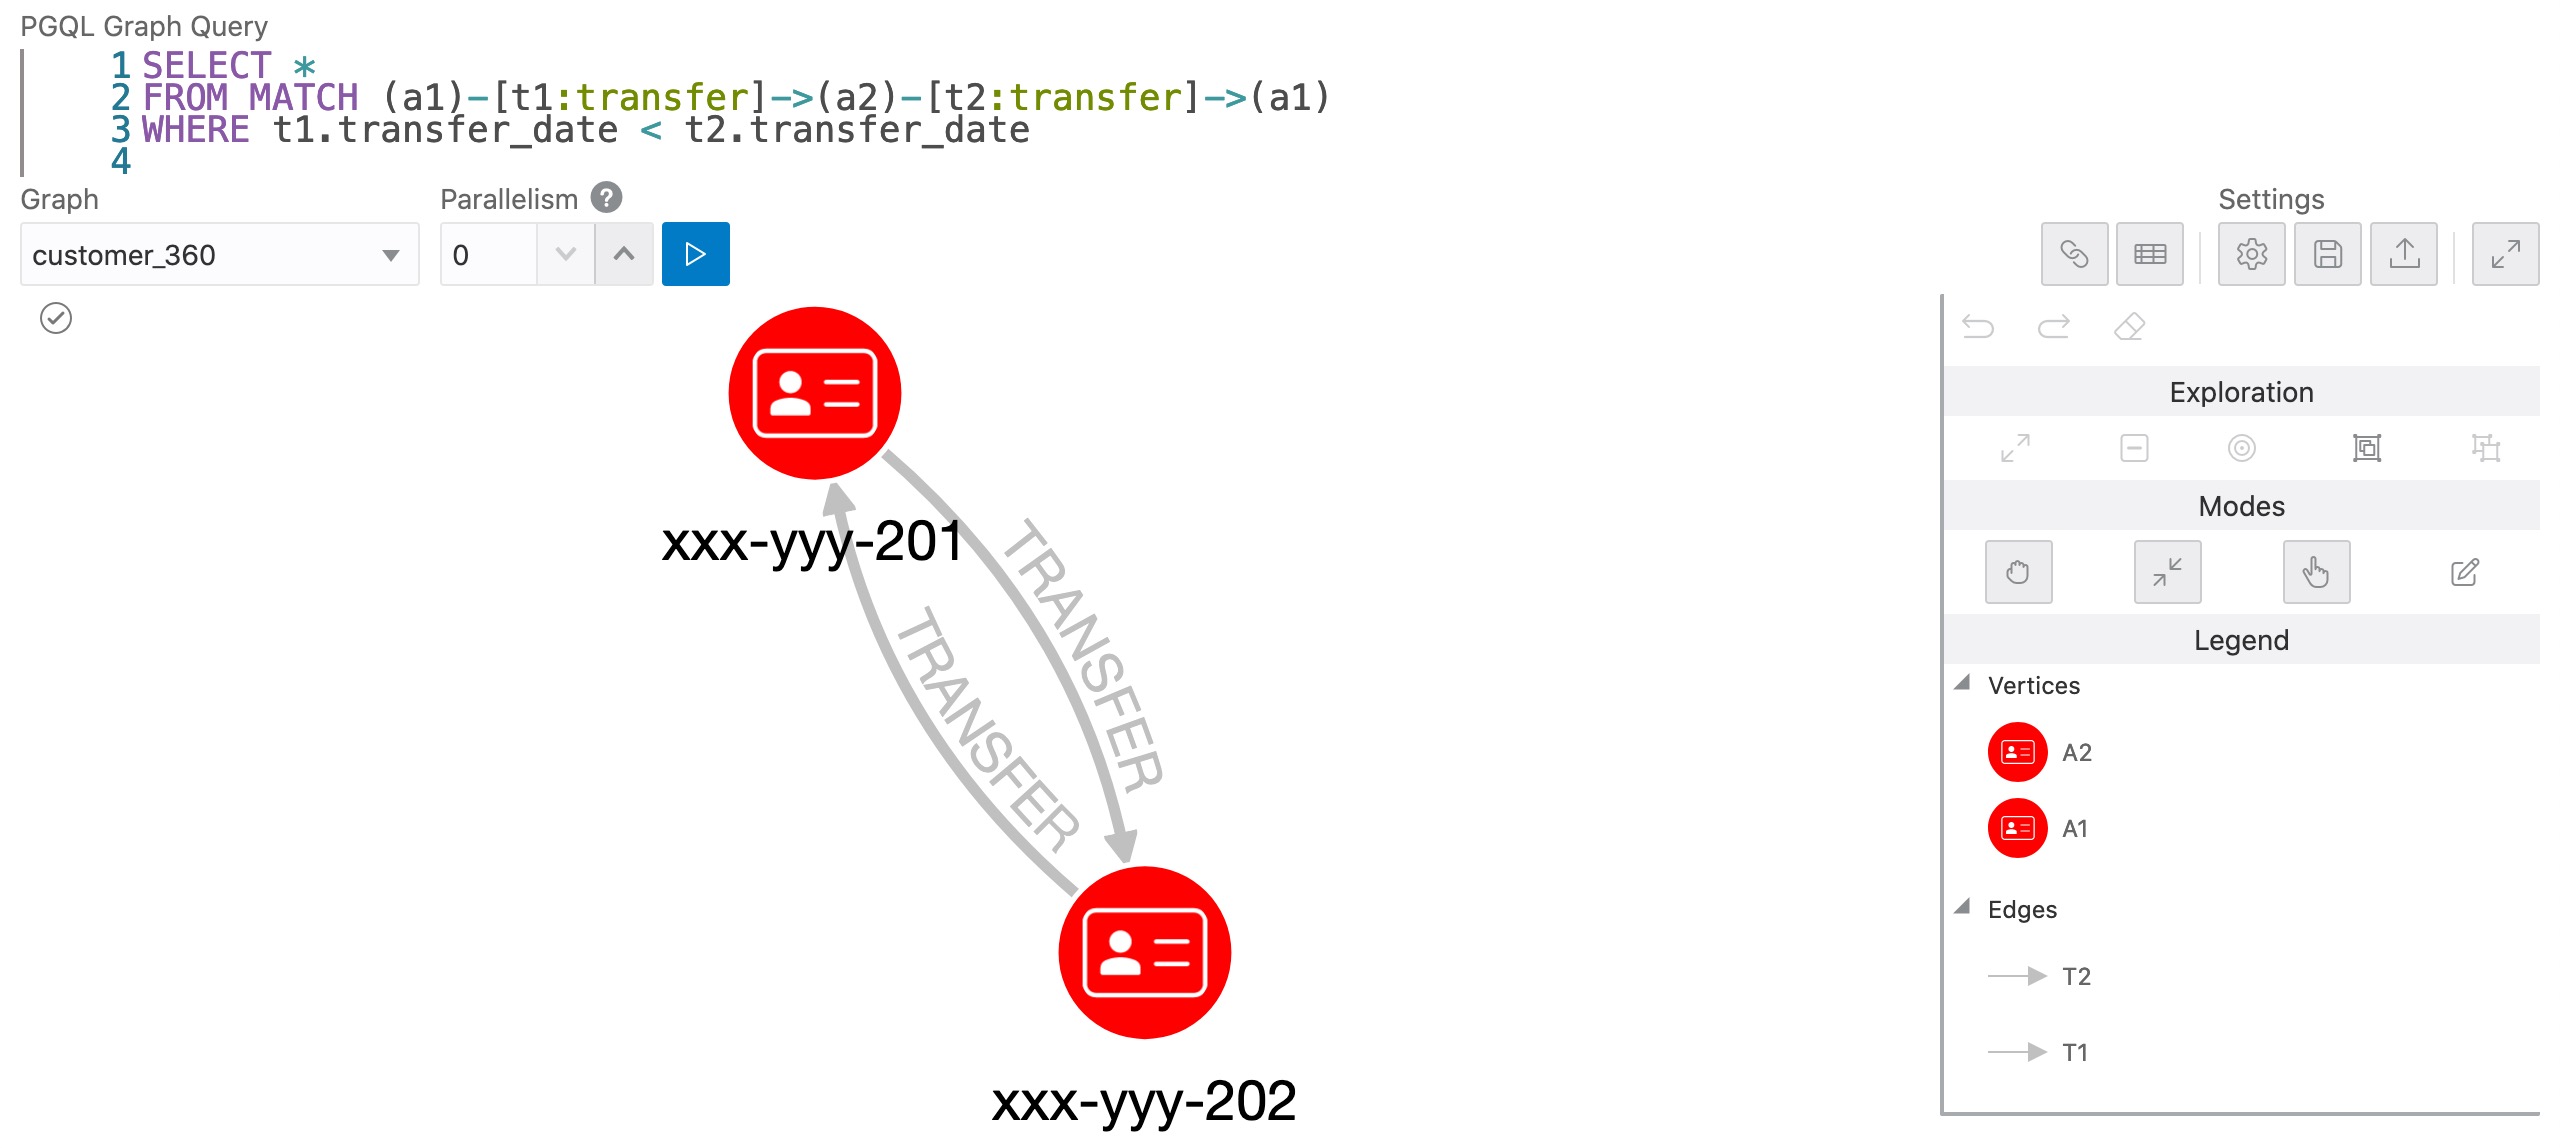 PGQL Graph Query
1 SELECT *
2 FROM MATCH (a1)-[t1:transfer]->(a2)-[t2:transfer]->(a1)
3 WHERE t1.transfer_date < t2.transfer_date
4
Graph
Parallelism ?
Settings
customer_360
0
xxx-yyy-201
TRANSFER
TRANSFER
xxx-yyy-202
Exploration
Modes
Legend
Vertices
A2
A1
Edges
T2
T1